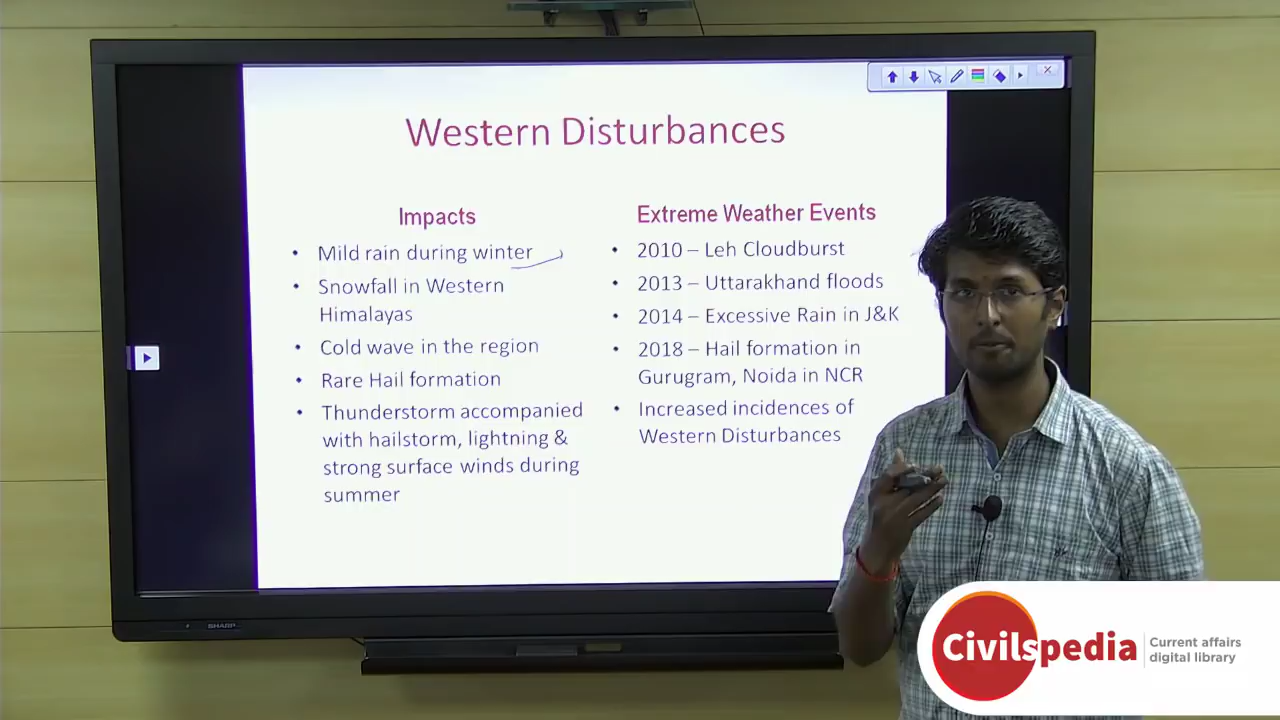 Western Disturbances
Impacts
• Mild rain during winter
• Snowfall in Western
Himalayas
• Cold wave in the region
• Rare Hail formation
• Thunderstorm accompanied
with hailstorm, lightning &
strong surface winds during
summer
Extreme Weather Events
• 2010 – Leh Cloudburst
• 2013 – Uttarakhand floods
• 2014 – Excessive Rain in J&K
• 2018 – Hail formation in
Gurugram, Noida in NCR
• Increased incidences of
Western Disturbances
SHARP
Civilspedia
Current affairs
digital library